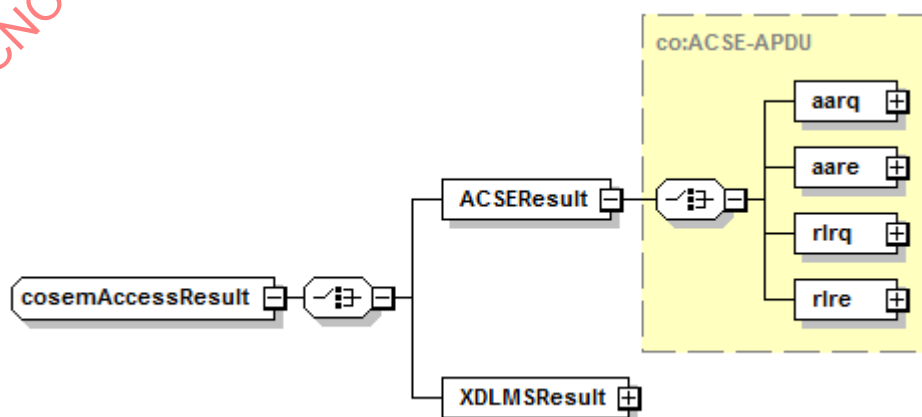 co:ACSE-APDU
aarq
aare
ACSEResult
rlrq
cosemAccessResult
rlre
XDLMSResult